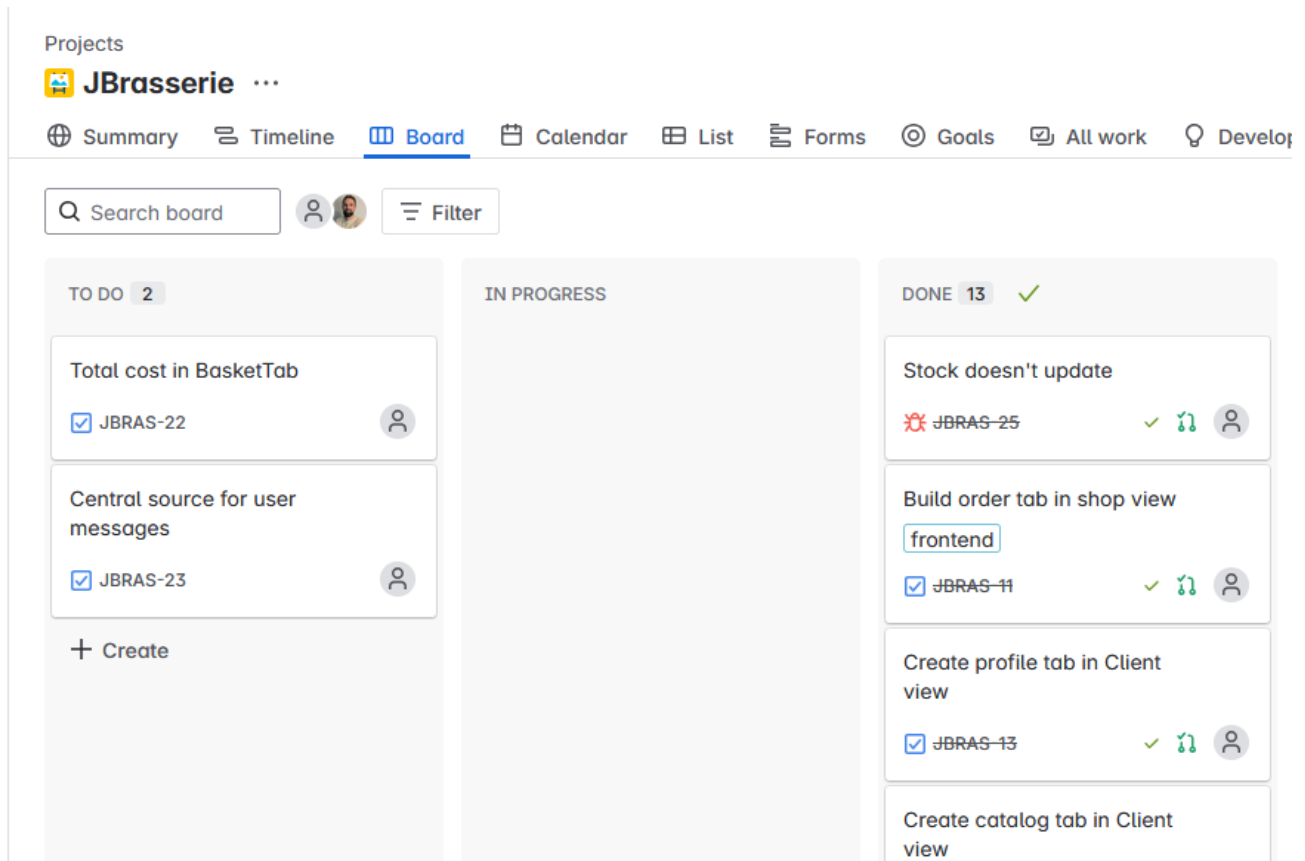 Projects
JBrasserie
Summary Timeline Board Calendar List Forms Goals All work Develop
Search board Filter
TO DO 2
Total cost in BasketTab
JBRAS-22
Central source for user
messages
JBRAS-23
+ Create
IN PROGRESS
DONE 13
Stock doesn't update
JBRAS-25
Build order tab in shop view
frontend
JBRAS-11
Create profile tab in Client
view
JBRAS-13
Create catalog tab in Client
view